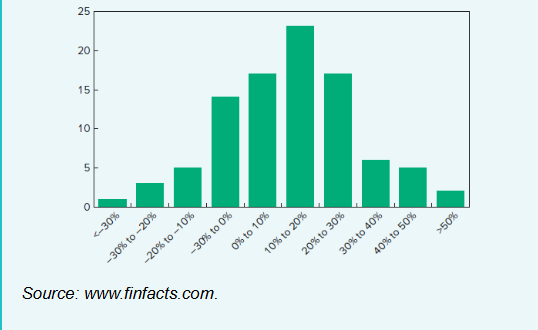 25
20
15
10
5
0
<–30%
–30% to –20%
–20% to –10%
–30% to 0%
0% to 10%
10% to 20%
20% to 30%
30% to 40%
40% to 50%
>50%
Source: www.finfacts.com.